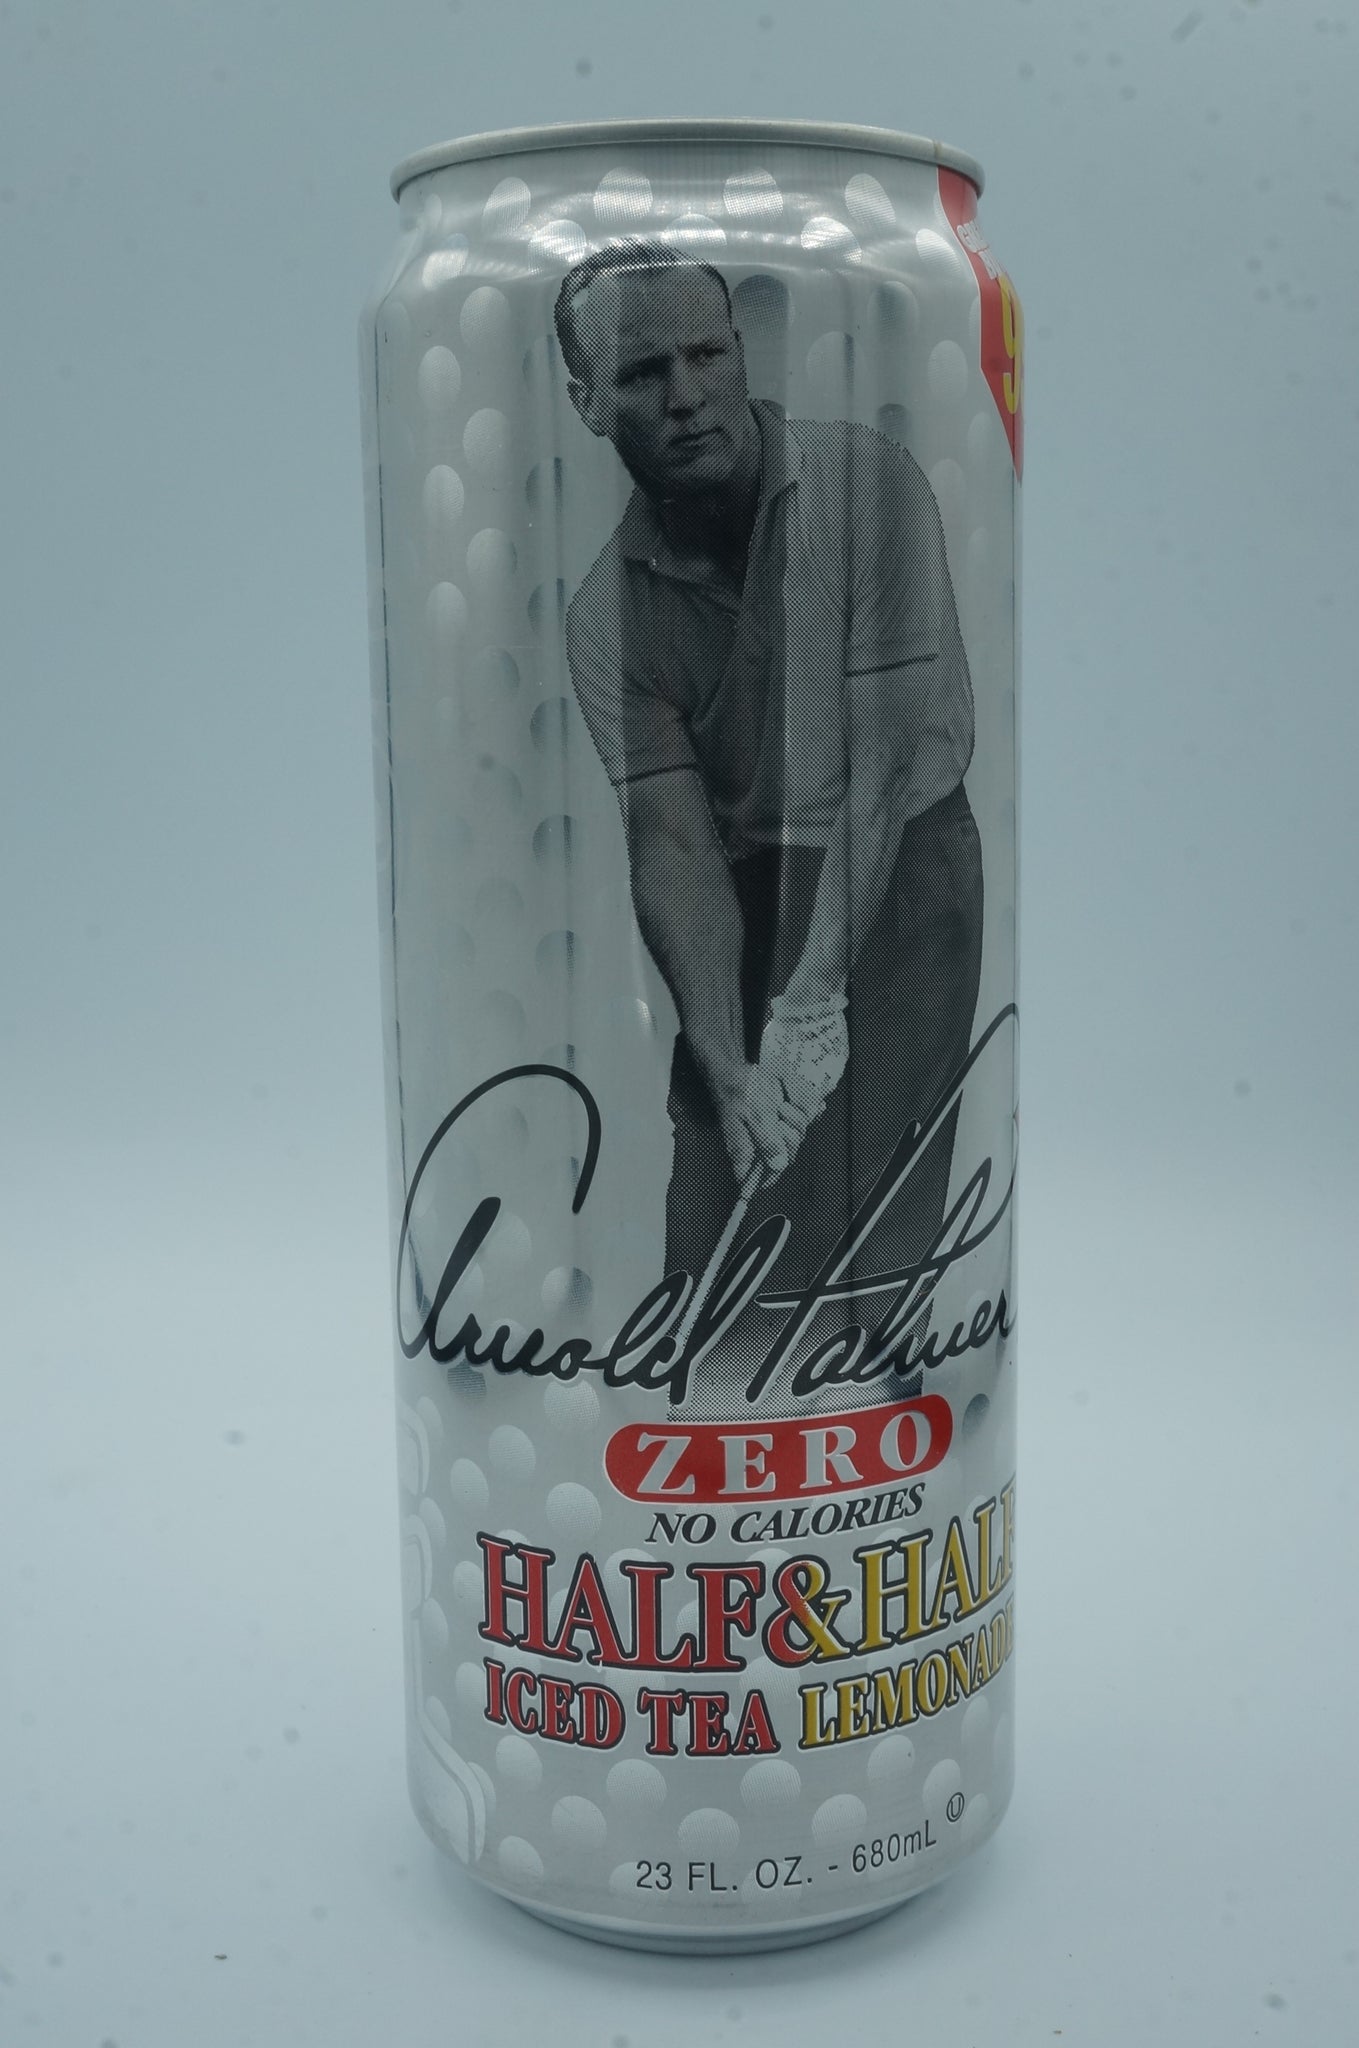 Arnold Palmer
ZERO
NO CALORIES
HALF & HALF
ICED TEA LEMONADE
23 FL. OZ. - 680mL U